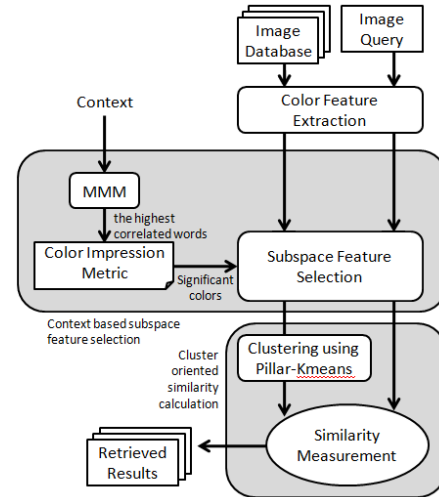 Image
Database
Image
Query
Context
Color Feature
Extraction
MMM
the highest
correlated words
Color Impression
Metric
Significant
colors
Subspace Feature
Selection
Context based subspace
feature selection
Cluster
oriented
similarity
calculation
Clustering using
Pillar-Kmeans
Similarity
Measurement
Retrieved
Results